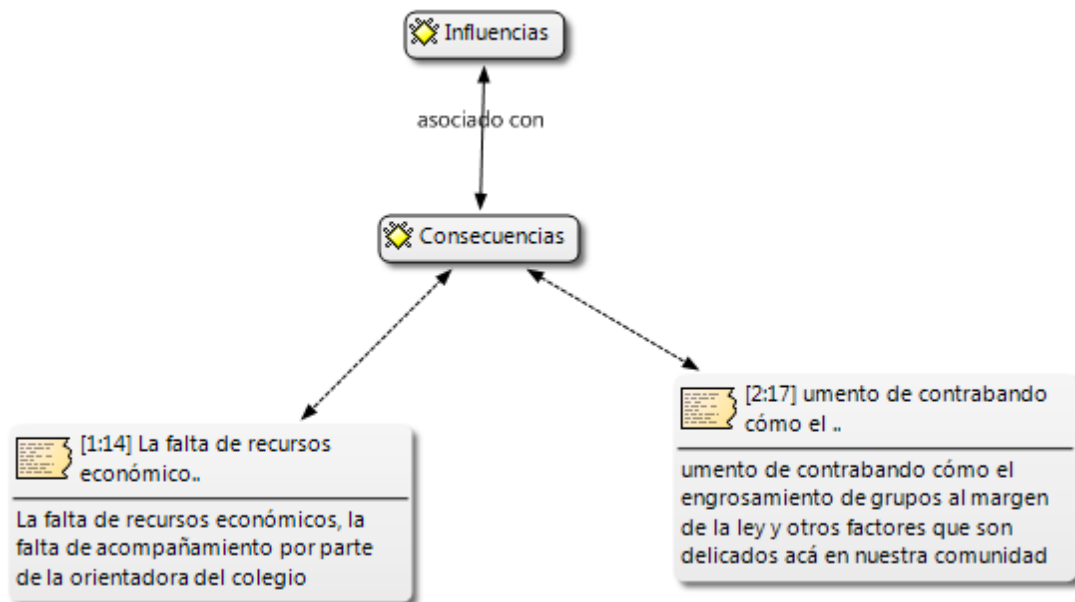 Influencias
asociado con
Consecuencias
[1:14] La falta de recursos
económico..
La falta de recursos económicos, la
falta de acompañamiento por parte
de la orientadora del colegio
[2:17] umento de contrabando
cómo el ..
umento de contrabando cómo el
engrosamiento de grupos al margen
de la ley y otros factores que son
delicados acá en nuestra comunidad